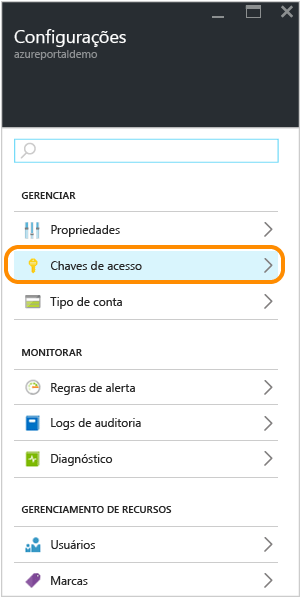 Configurações
azureportaldemo
GERENCIAR
Propriedades
Chaves de acesso
Tipo de conta
MONITORAR
Regras de alerta
Logs de auditoria
Diagnóstico
GERENCIAMENTO DE RECURSOS
Usuários
Marcas